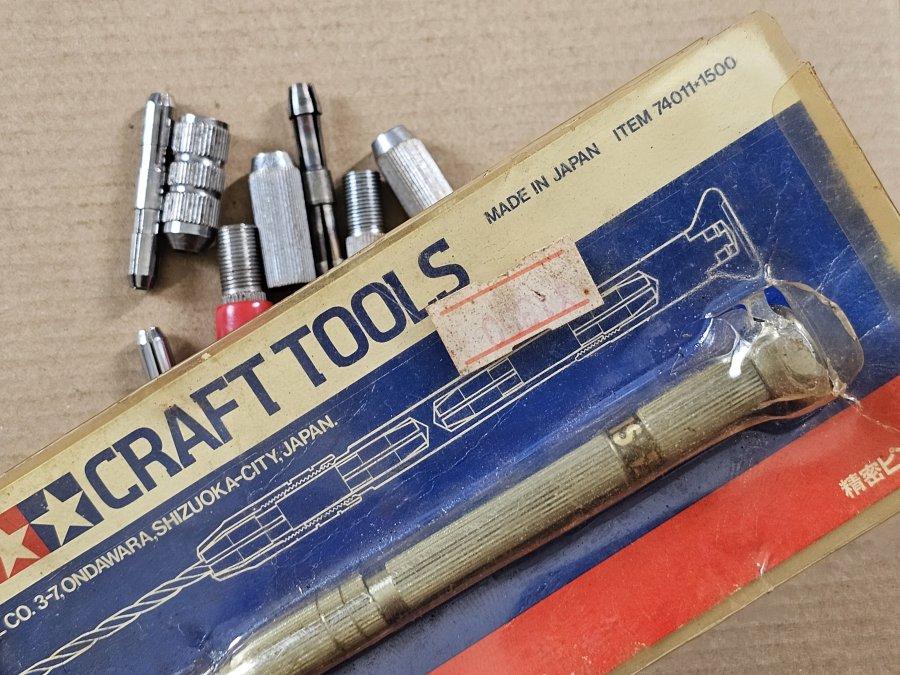 MADE IN JAPAN ITEM 74011*1500
CRAFT TOOLS
CO. 3-7, ONDAWARA, SHIZUOKA-CITY, JAPAN.
精密ピ
S